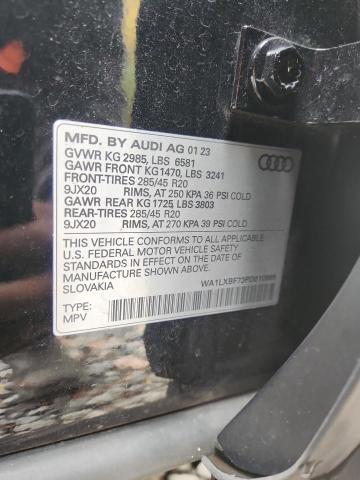 MFD. BY AUDI AG 01 23
GVWR KG 2985, LBS 6581
GAWR FRONT KG1470, LBS 3241
FRONT-TIRES 285/45 R20
9JX20 RIMS, AT 250 KPA 36 PSI COLD
GAWR REAR KG 1725, LBS 3803
REAR-TIRES 285/45 R20
9JX20 RIMS, AT 270 KPA 39 PSI COLD
THIS VEHICLE CONFORMS TO ALL APPLICABLE
U.S. FEDERAL MOTOR VEHICLE SAFETY
STANDARDS IN EFFECT ON THE DATE OF
MANUFACTURE SHOWN ABOVE.
SLOVAKIA
TYPE:
MPV